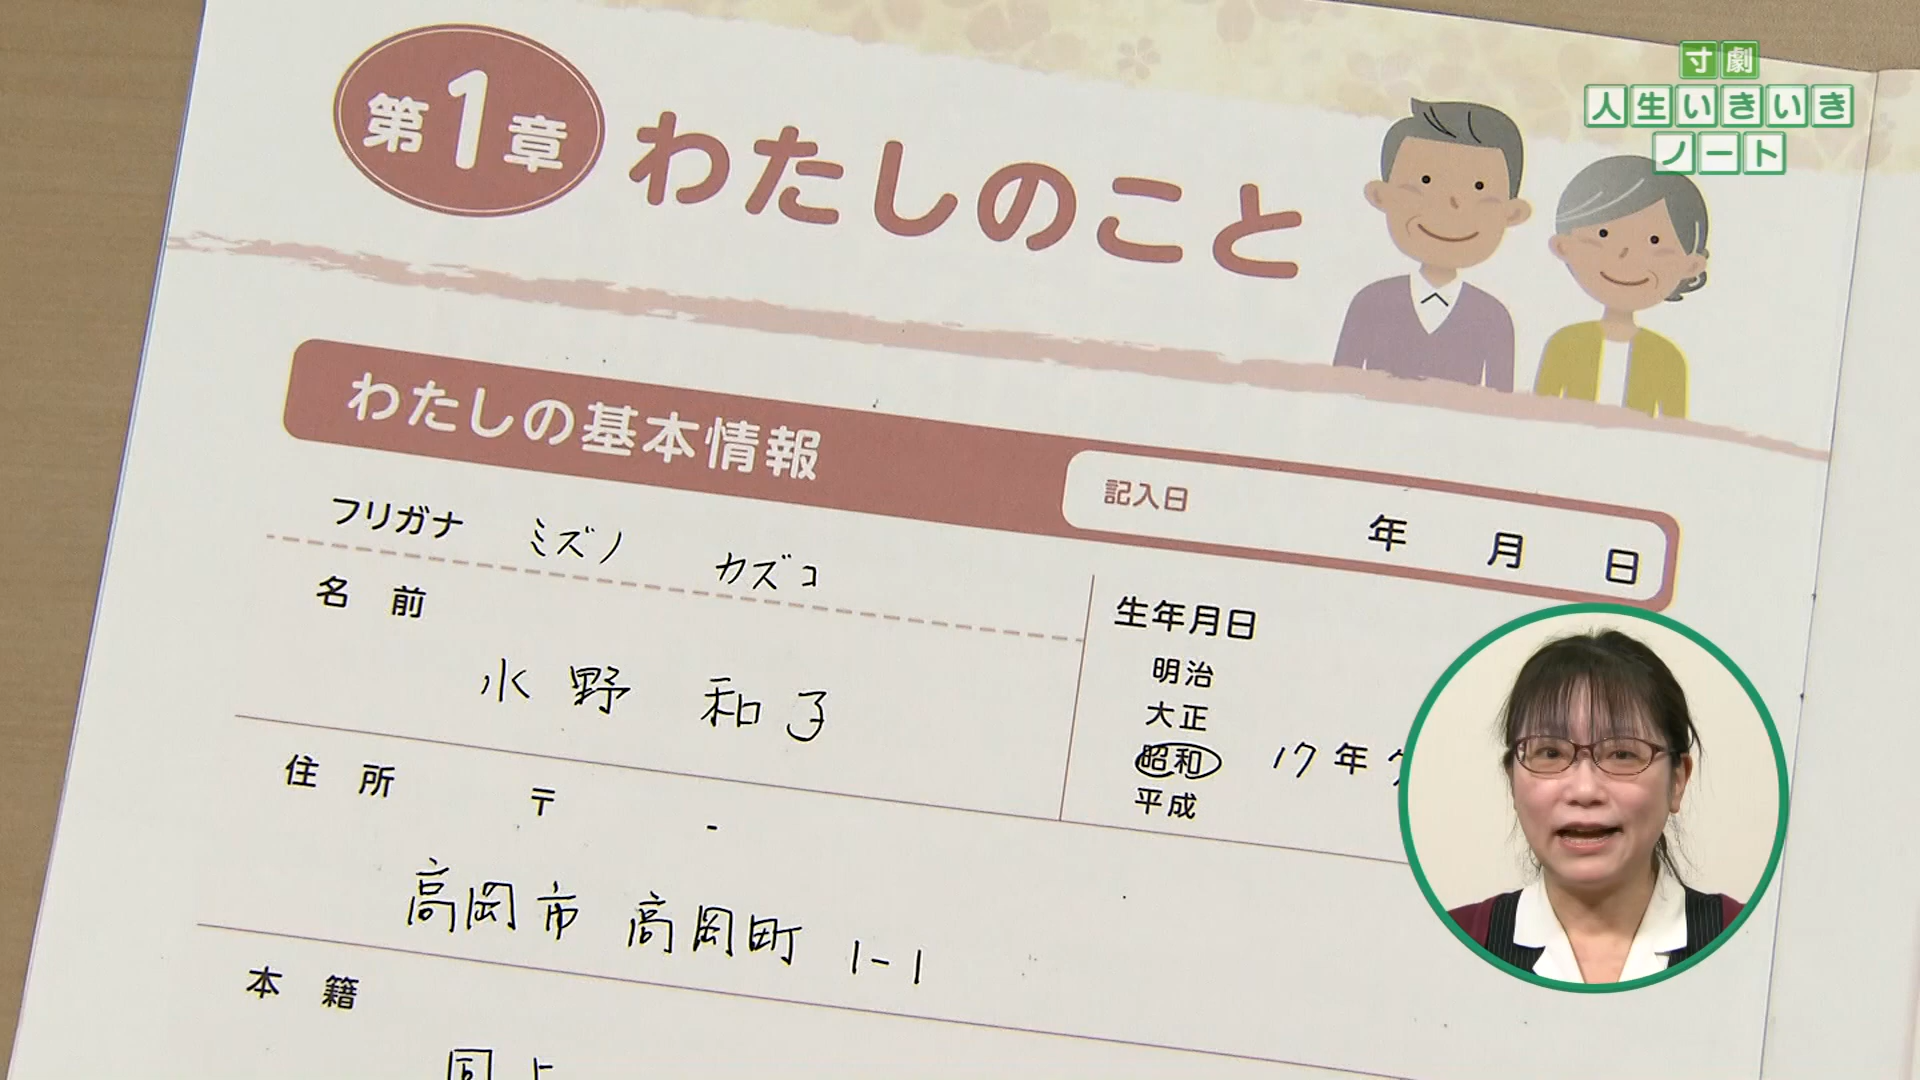 寸劇
人生いきいき
ノート
第1章 わたしのこと
わたしの基本情報
記入日 年 月 日
フリガナ ミズノ カズコ
名前
水野 和子
生年月日
明治
大正
昭和 17年
平成
住所 〒 -
高岡市 高岡町 1-1
本籍
同上